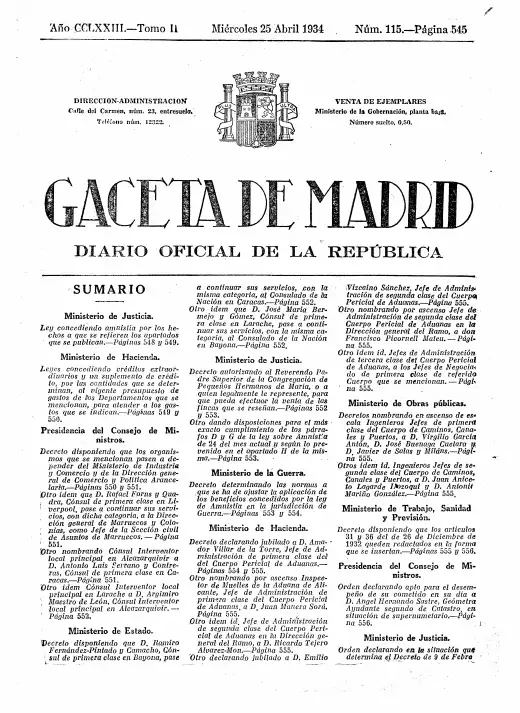 Año CCLXXIII.—Tomo II
Miércoles 25 Abril 1934
Núm. 115.—Página 545
DIRECCION-ADMINISTRACION
Calle del Carmen, núm. 23, entresuelo.
Teléfono núm. 12322.
VENTA DE EJEMPLARES
Ministerio de la Gobernación, planta baja.
Número suelto, 0,50.
GACETA DE MADRID
DIARIO OFICIAL DE LA REPÚBLICA
SUMARIO
Ministerio de Justicia.
Ley concediendo amnistía por los he-
chos a que se refieren los apartados
que se publican.—Páginas 548 y 549.
Ministerio de Hacienda.
Leyes concediendo créditos extraor-
dinarios y un suplemento de crédi-
to, por las cantidades que se deter-
minan, al vigente presupuesto de
gastos de los Departamentos que se
mencionan, para atender a los gas-
tos que se indican.—Páginas 549 y
550.
Presidencia del Consejo de Mi-
nistros.
Decreto disponiendo que los organis-
mos que se mencionan pasen a de-
pender del Ministerio de Industria
y Comercio y de la Dirección gene-
ral de Comercio y Política Arance-
laria.—Páginas 550 y 551.
Otro idem que D. Rafael Forns y Qua-
dra, Cónsul de primera clase en Li-
verpool, pase a continuar sus servi-
cios, con dicha categoría, a la Direc-
ción general de Marruecos y Colo-
nias, como Jefe de la Sección civil
de Asuntos de Marruecos.—Página
551.
Otro nombrando Cónsul Interventor
local principal en Alcazarquivir a
D. Antonio Luis Serrano y Contre-
ras, Cónsul de primera clase en Ca-
racas.—Página 551.
Otro idem Cónsul Interventor local
principal en Larache a D. Argimiro
Maestro de León, Cónsul Interventor
local principal en Alcazarquivir.—
Página 552.
Ministerio de Estado.
Decreto disponiendo que D. Ramiro
Fernández-Pintado y Camacho, Cón-
sul de primera clase en Bayona, pase
a continuar sus servicios, con la
misma categoría, al Consulado de la
Nación en Caracas.—Página 552.
Otro idem que D. José María Ber-
mejo y Gómez, Cónsul de prime-
ra clase en Larache, pase a conti-
nuar sus servicios, con la misma ca-
tegoría, al Consulado de la Nación
en Bayona.—Página 552.
Ministerio de Justicia.
Decreto autorizando al Reverendo Pa-
dre Superior de la Congregación de
Pequeños Hermanos de María, o a
quien legalmente le represente, para
que pueda efectuar la venta de las
fincas que se reseñan.—Páginas 552
y 553.
Otro dando disposiciones para el más
exacto cumplimiento de los párra-
fos D y G de la ley sobre Amnistía
de 24 del mes actual y según lo pre-
venido en el apartado II de la mis-
ma.—Página 553.
Ministerio de la Guerra.
Decreto determinando las normas a
que se ha de ajustar la aplicación de
los beneficios concedidos por la ley
de Amnistía en la jurisdicción de
Guerra.—Páginas 553 y 554.
Ministerio de Hacienda.
Decreto declarando jubilado a D. Ama-
dor Villar de la Torre, Jefe de Ad-
ministración de primera clase del
del Cuerpo Pericial de Aduanas.—
Páginas 554 y 555.
Otro nombrando por ascenso Inspec-
tor de Muelles de la Aduana de Ali-
cante, Jefe de Administración de
primera clase del Cuerpo Pericial
de Aduanas, a D. Juan Manera Sorá.
Página 555.
Otro idem id. Jefe de Administración
de segunda clase del Cuerpo Peri-
cial de Aduanas en la Dirección ge-
neral del Ramo, a D. Ricardo Tejero
Alvarez-Mon.—Página 555.
Otro declarando jubilado a D. Emilio
Vizcaíno Sánchez, Jefe de Adminis-
tración de segunda clase del Cuerpo
Pericial de Aduanas.—Página 555.
Otro nombrando por ascenso Jefe de
Administración de segunda clase del
Cuerpo Pericial de Aduanas en la
Dirección general del Ramo, a don
Francisco Picornell Mateu.—Pági-
na 555.
Otro idem id. Jefes de Administración
de tercera clase del Cuerpo Pericial
de Aduanas, a los Jefes de Negocia-
do de primera clase de referido
Cuerpo que se mencionan.—Pági-
na 555.
Ministerio de Obras públicas.
Decretos nombrando en ascenso de es-
cala Ingenieros Jefes de primera
clase del Cuerpo de Caminos, Cana-
les y Puertos, a D. Virgilio García
Antón, D. José Buenaga Cuetara y
D. Javier de Salas y Miláns.—Pági-
na 555.
Otros idem id. Ingenieros Jefes de se-
gunda clase del Cuerpo de Caminos,
Canales y Puertos, a D. Juan Anice-
to Legarda Dozaqui y D. Antonio
Mariño González.—Página 555.
Ministerio de Trabajo, Sanidad
y Previsión.
Decreto disponiendo que los artículos
31 y 36 del de 26 de Diciembre de
1932 queden redactados en la forma
que se insertan.—Páginas 555 y 556.
Presidencia del Consejo de Mi-
nistros.
Orden declarando apto para el desem-
peño de su cometido en su día a
D. Angel Hernando Sastre, Geómetra
Ayudante segundo de Catastro, en
situación de supernumelario.—Pági-
na 556.
Ministerio de Justicia.
Orden declarando en la situación que
determina el Decreto de 9 de Febre